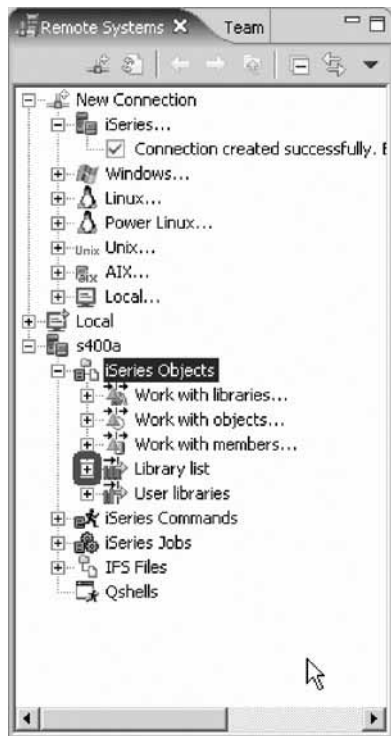 Remote Systems
Team
New Connection
iSeries...
Connection created successfully. E
Windows...
Linux...
Power Linux...
Unix Unix...
aix AIX...
Local...
Local
s400a
iSeries Objects
Work with libraries...
Work with objects...
Work with members...
Library list
User libraries
iSeries Commands
iSeries Jobs
IFS Files
Qshells